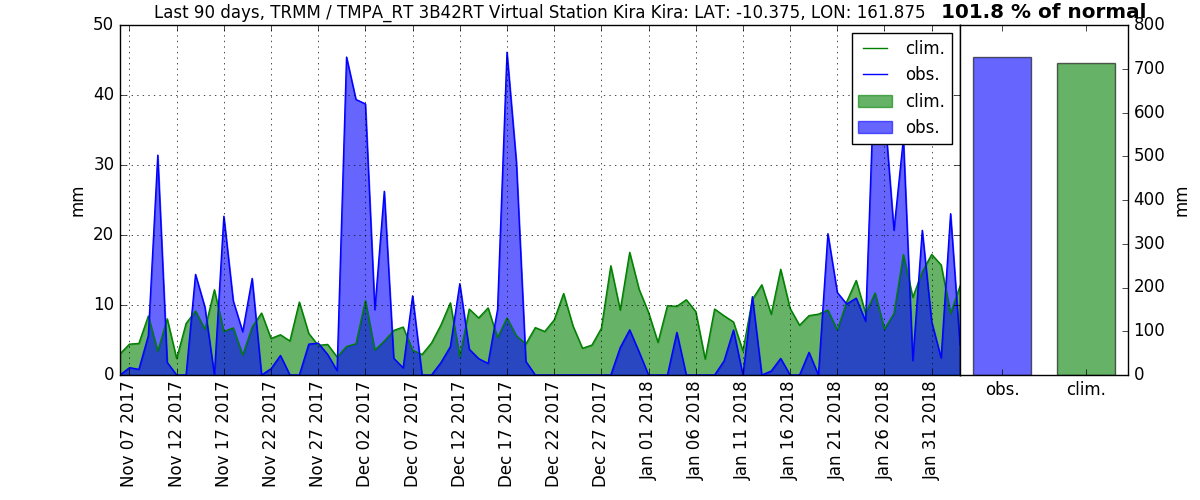 Last 90 days, TRMM / TMPA_RT 3B42RT Virtual Station Kira Kira: LAT: -10.375, LON: 161.875 101.8 % of normal
50
40
30
20
10
0
mm
clim.
obs.
clim.
obs.
800
700
600
500
400
300
200
100
0
mm
obs. clim.
Nov 07 2017
Nov 12 2017
Nov 17 2017
Nov 22 2017
Nov 27 2017
Dec 02 2017
Dec 07 2017
Dec 12 2017
Dec 17 2017
Dec 22 2017
Dec 27 2017
Jan 01 2018
Jan 06 2018
Jan 11 2018
Jan 16 2018
Jan 21 2018
Jan 26 2018
Jan 31 2018